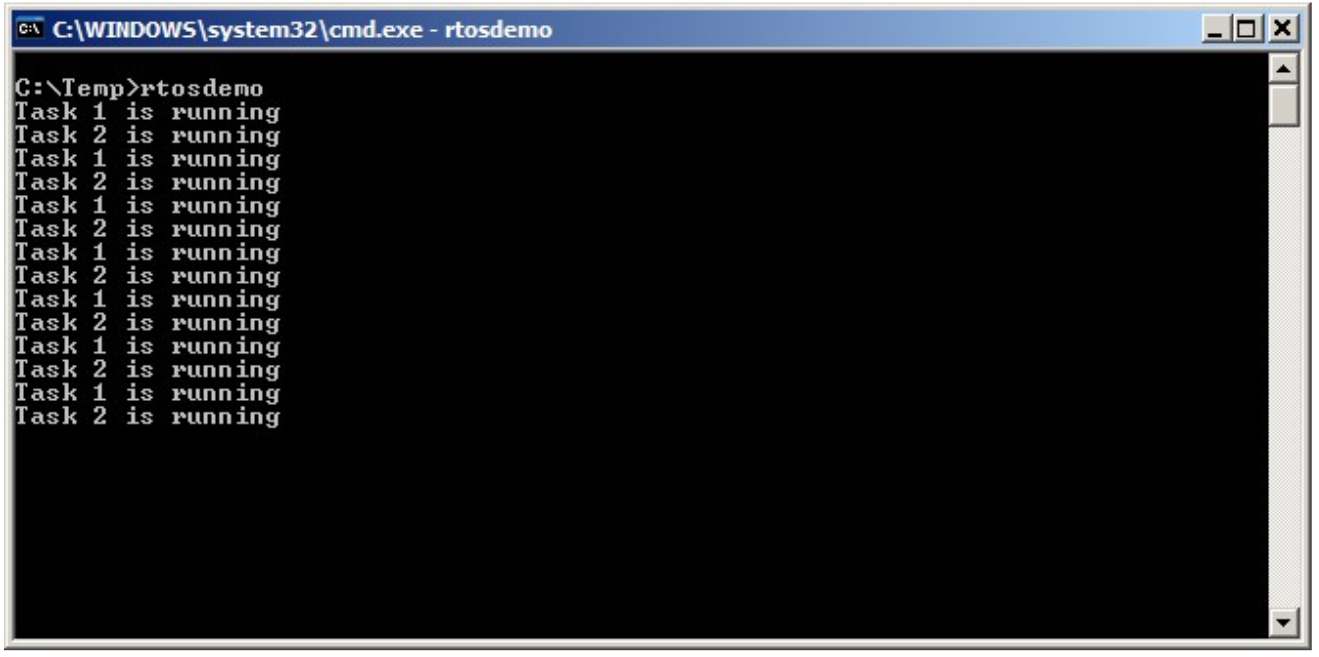 C:\WINDOWS\system32\cmd.exe - rtosdemo
C:\Temp>rtosdemo
Task 1 is running
Task 2 is running
Task 1 is running
Task 2 is running
Task 1 is running
Task 2 is running
Task 1 is running
Task 2 is running
Task 1 is running
Task 2 is running
Task 1 is running
Task 2 is running
Task 1 is running
Task 2 is running